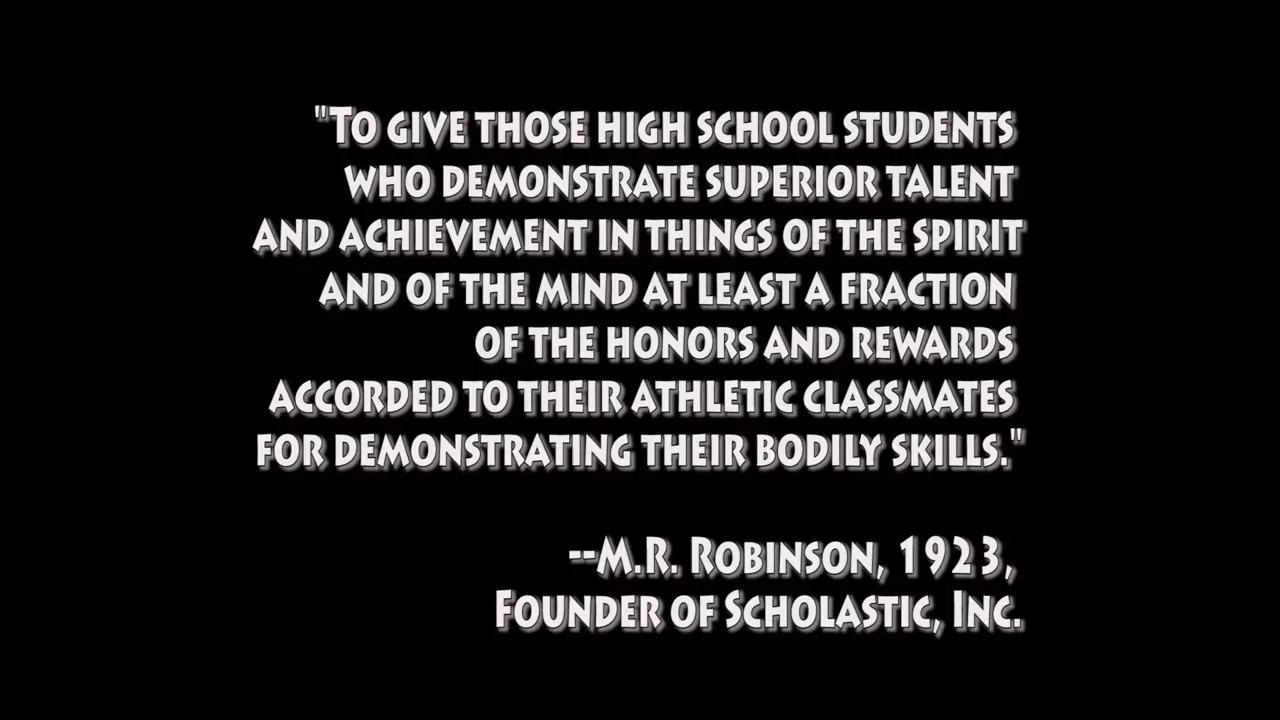 "To give those high school students
who demonstrate superior talent
and achievement in things of the spirit
and of the mind at least a fraction
of the honors and rewards
accorded to their athletic classmates
for demonstrating their bodily skills."
--M.R. Robinson, 1923,
Founder of Scholastic, Inc.